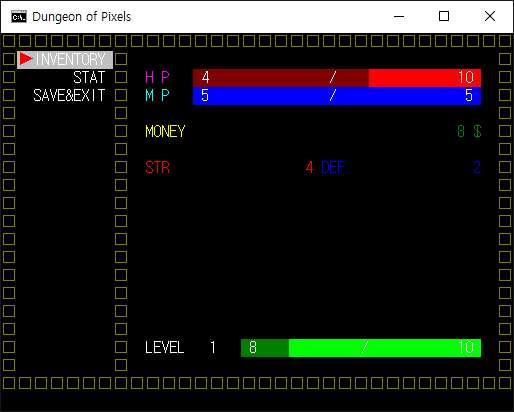 Dungeon of Pixels
INVENTORY
STAT
SAVE&EXIT
H P 4 / 10
M P 5 / 5
MONEY 8 $
STR 4 DEF 2
LEVEL 1 8 / 10